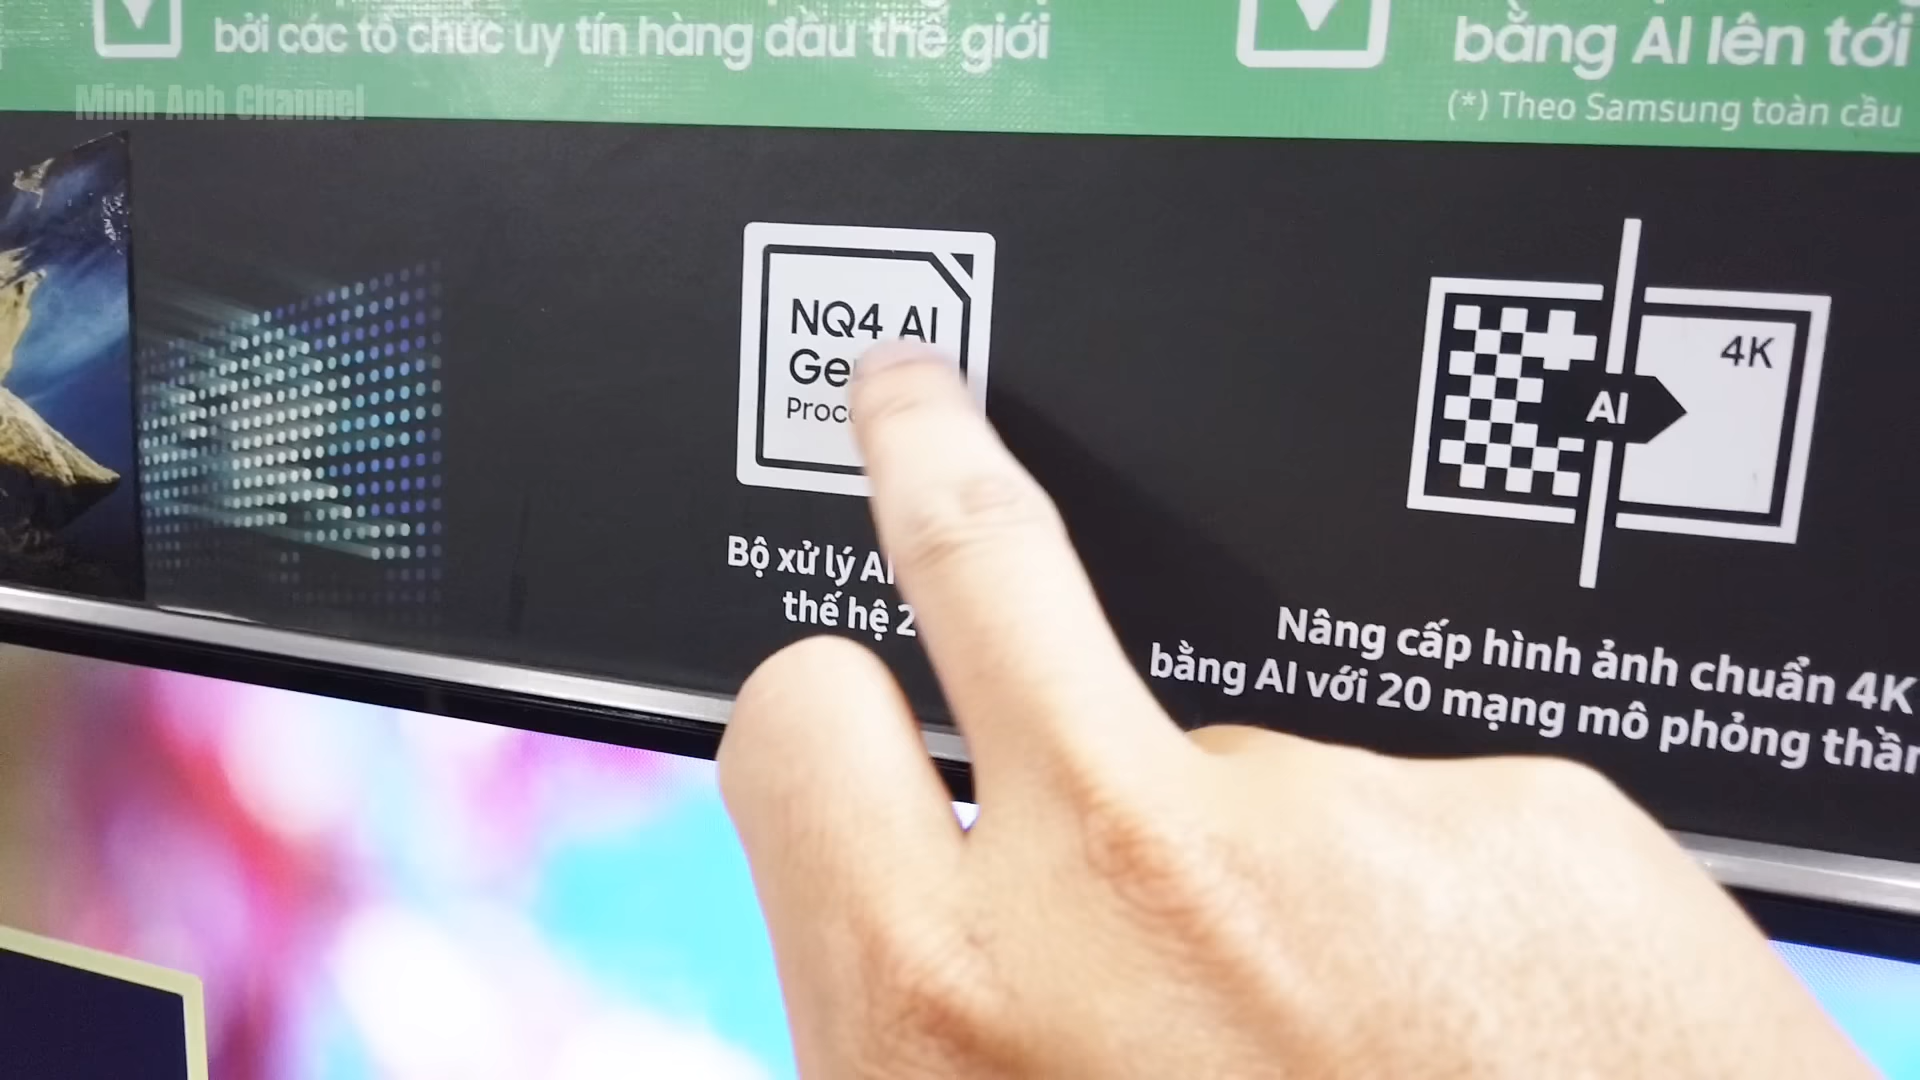 bởi các tổ chức uy tín hàng đầu thế giới
bằng AI lên tới
(*) Theo Samsung toàn cầu
Minh Anh Channel
NQ4 AI
4K
AI
Bộ xử lý AI
thế hệ 2
Nâng cấp hình ảnh chuẩn 4K
bằng AI với 20 mạng mô phỏng thần